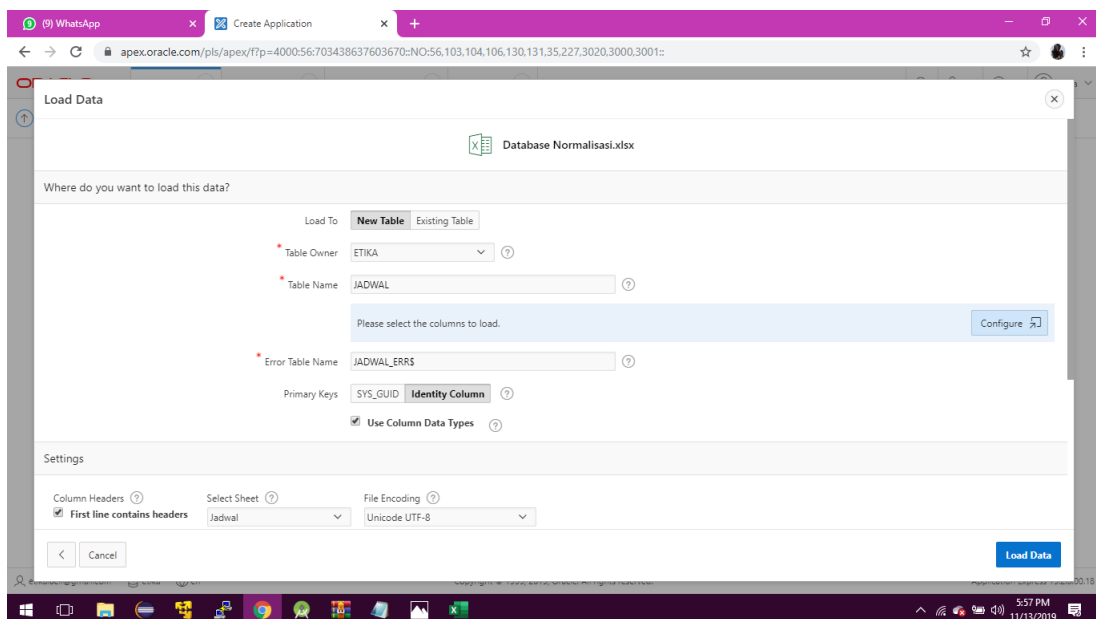 (9) WhatsApp
Create Application
apex.oracle.com/pls/apex/f?p=4000:56:703438637603670::NO:56,103,104,106,130,131,35,227,3020,3000,3001::
Load Data
Database Normalisasi.xlsx
Where do you want to load this data?
Load To New Table Existing Table
* Table Owner ETIKA
* Table Name JADWAL
Please select the columns to load. Configure
* Error Table Name JADWAL_ERR$
Primary Keys SYS_GUID Identity Column
Use Column Data Types
Settings
Column Headers Select Sheet File Encoding
First line contains headers Jadwal Unicode UTF-8
Cancel Load Data
5:57 PM
11/13/2019